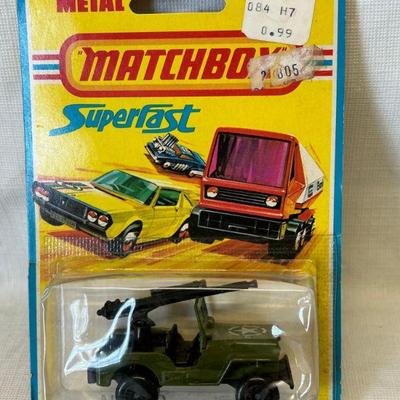 METAL
084 H7
0.99
MATCHBOX
Superfast